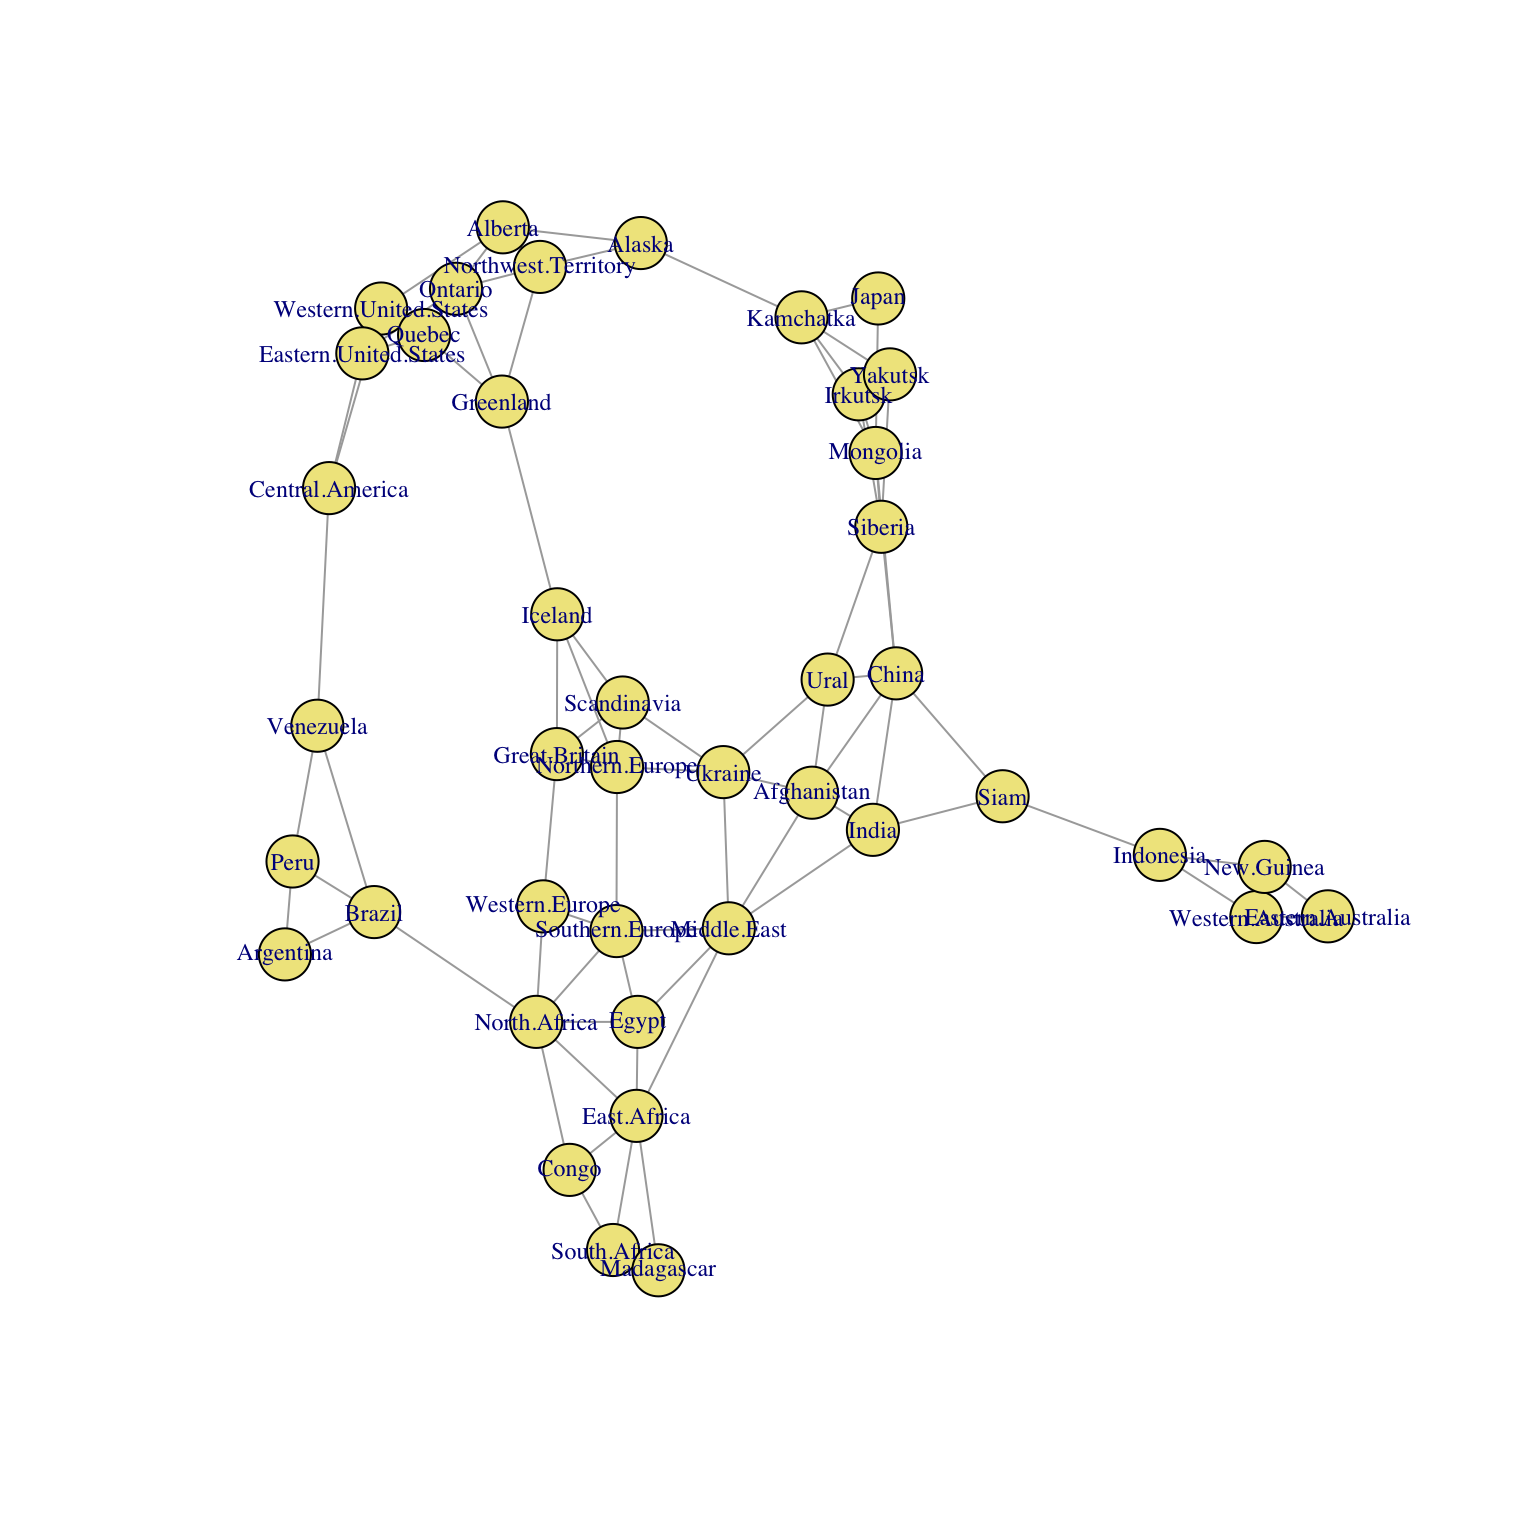 Alberta
Alaska
Northwest.Territory
Ontario
Japan
Western.United.States
Kamchatka
Quebec
Eastern.United.States
Yakutsk
Irkutsk
Greenland
Mongolia
Central.America
Siberia
Iceland
China
Ural
Scandinavia
Venezuela
Great.Britain
Northern.Europe
Ukraine
Afghanistan
Siam
India
Indonesia
Peru
New.Guinea
Western.Europe
Brazil
Western.Australia
Eastern.Australia
Southern.Europe
Middle.East
Argentina
North.Africa
Egypt
East.Africa
Congo
South.Africa
Madagascar